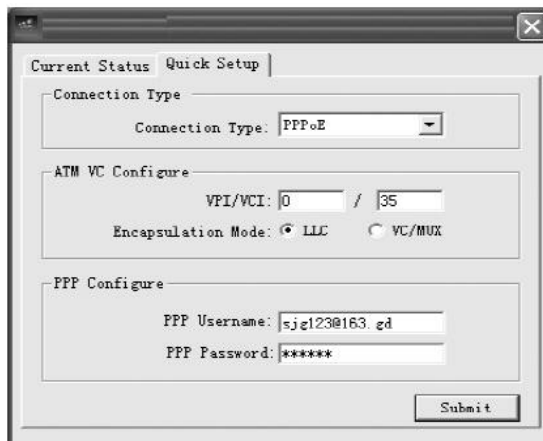 Current Status Quick Setup
Connection Type
Connection Type: PPPoE
ATM VC Configure
VPI/VCI: 0 / 35
Encapsulation Mode: LLC VC/MUX
PPP Configure
PPP Username: sjg123@163.gd
PPP Password: ******
Submit